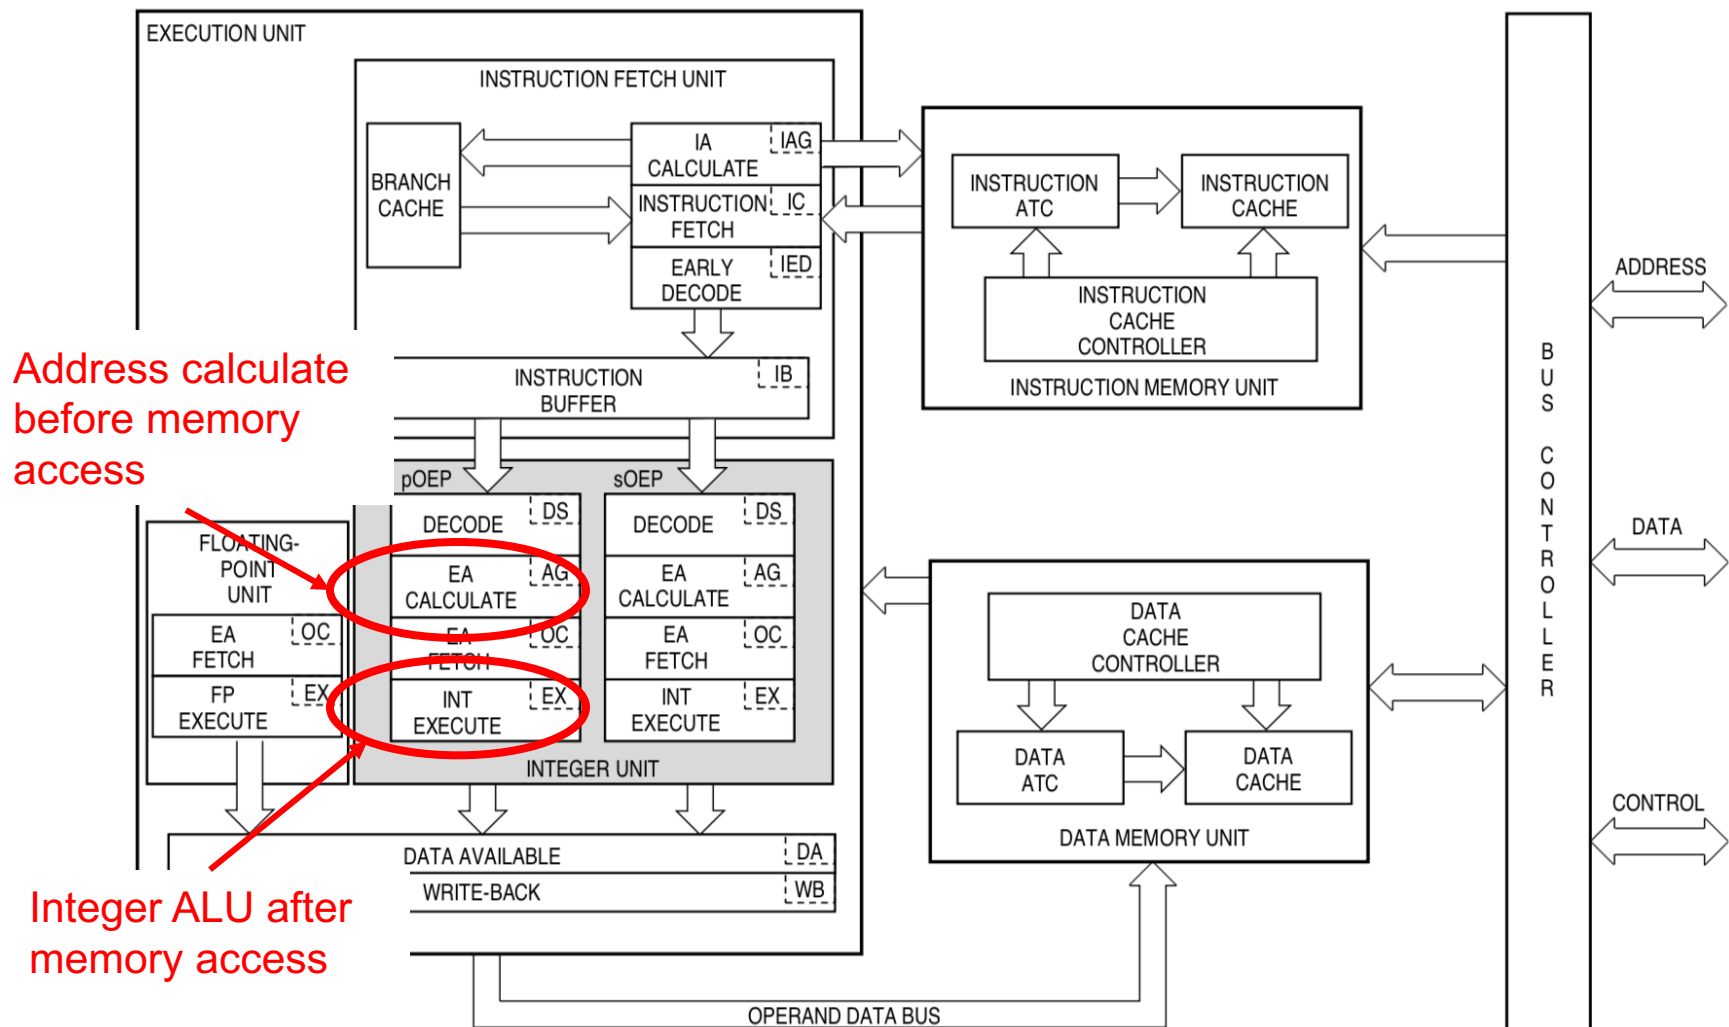 EXECUTION UNIT
INSTRUCTION FETCH UNIT
BRANCH
CACHE
IA
CALCULATE
IAG
INSTRUCTION
FETCH
IC
EARLY
DECODE
IED
INSTRUCTION
BUFFER
IB
INSTRUCTION
ATC
INSTRUCTION
CACHE
INSTRUCTION
CACHE
CONTROLLER
INSTRUCTION MEMORY UNIT
Address calculate
before memory
access
pOEP
DECODE
DS
EA
CALCULATE
AG
EA
FETCH
OC
INT
EXECUTE
EX
sOEP
DECODE
DS
EA
CALCULATE
AG
EA
FETCH
OC
INT
EXECUTE
EX
INTEGER UNIT
FLOATING-
POINT
UNIT
EA
FETCH
OC
FP
EXECUTE
EX
DATA AVAILABLE
DA
WRITE-BACK
WB
Integer ALU after
memory access
DATA
CACHE
CONTROLLER
DATA
ATC
DATA
CACHE
DATA MEMORY UNIT
OPERAND DATA BUS
BUS CONTROLLER
ADDRESS
DATA
CONTROL